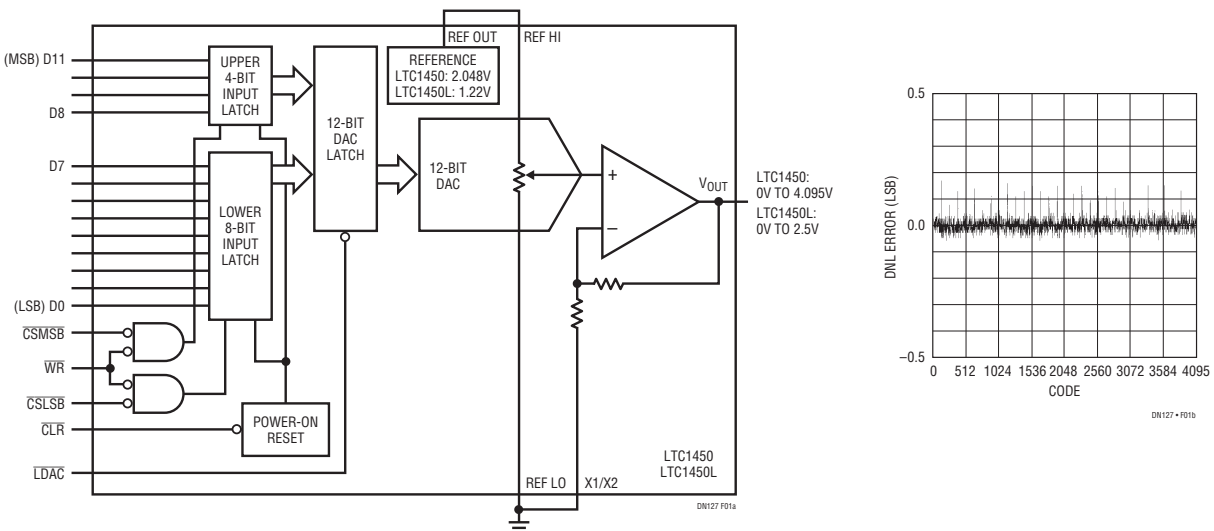 REF OUT
REF HI
(MSB) D11
D8
D7
(LSB) D0
CSMSB
WR
CSLSB
CLR
LDAC
UPPER
4-BIT
INPUT
LATCH
LOWER
8-BIT
INPUT
LATCH
12-BIT
DAC
LATCH
REFERENCE
LTC1450: 2.048V
LTC1450L: 1.22V
12-BIT
DAC
+
–
VOUT
LTC1450:
0V TO 4.095V
LTC1450L:
0V TO 2.5V
POWER-ON
RESET
REF LO
X1/X2
LTC1450
LTC1450L
DN127 F01a
DNL ERROR (LSB)
0.5
0.0
–0.5
0 512 1024 1536 2048 2560 3072 3584 4095
CODE
DN127 • F01b